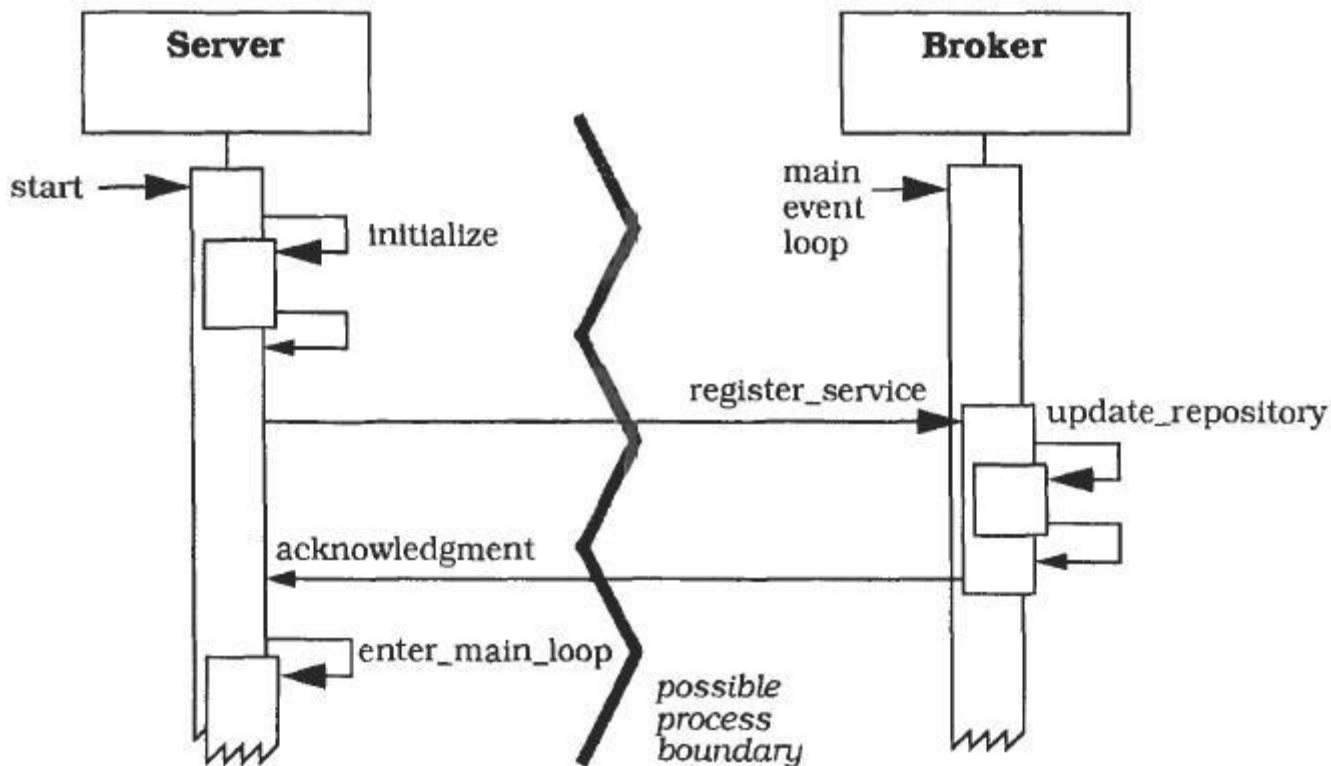 Server
Broker
start
initialize
main
event
loop
register_service
update_repository
acknowledgment
enter_main_loop
possible
process
boundary